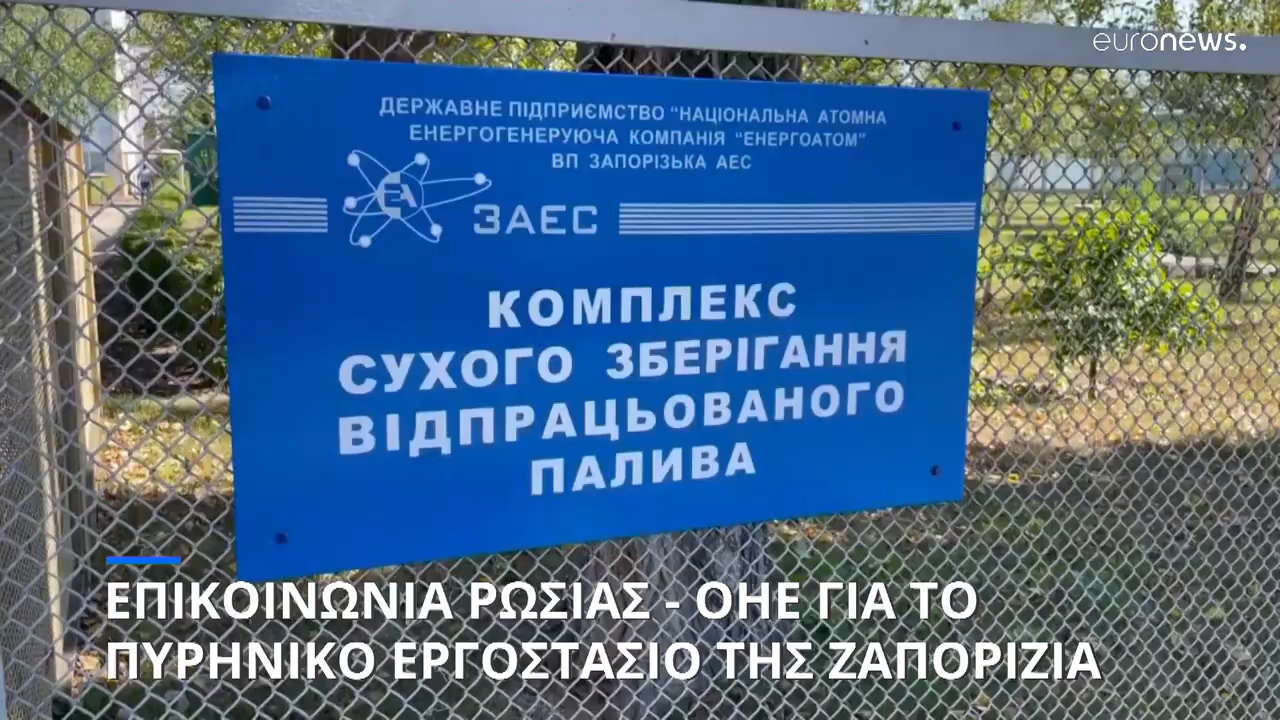 euronews.
ДЕРЖАВНЕ ПІДПРИЄМСТВО “НАЦІОНАЛЬНА АТОМНА
ЕНЕРГОГЕНЕРУЮЧА КОМПАНІЯ “ЕНЕРГОАТОМ”
ВП ЗАПОРІЗЬКА АЕС
ЕА
ЗАЕС
КОМПЛЕКС
СУХОГО ЗБЕРІГАННЯ
ВІДПРАЦЬОВАНОГО
ПАЛИВА
ΕΠΙΚΟΙΝΩΝΙΑ ΡΩΣΙΑΣ - ΟΗΕ ΓΙΑ ΤΟ
ΠΥΡΗΝΙΚΟ ΕΡΓΟΣΤΑΣΙΟ ΤΗΣ ΖΑΠΟΡΙΖΙΑ